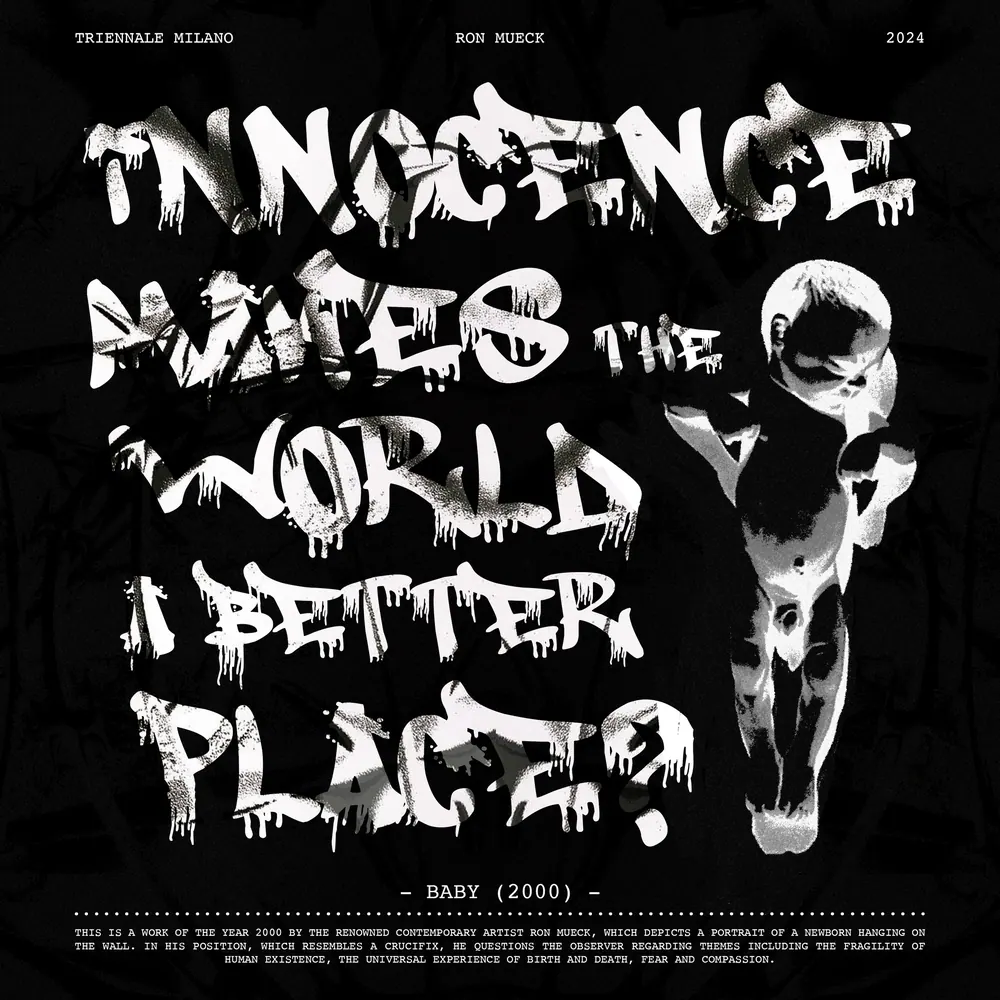 TRIENNALE MILANO RON MUECK 2024
INNOCENCE
MAKES THE
WORLD
A BETTER
PLACE?
– BABY (2000) –
THIS IS A WORK OF THE YEAR 2000 BY THE RENOWNED CONTEMPORARY ARTIST RON MUECK, WHICH DEPICTS A PORTRAIT OF A NEWBORN HANGING ON
THE WALL. IN HIS POSITION, WHICH RESEMBLES A CRUCIFIX, HE QUESTIONS THE OBSERVER REGARDING THEMES INCLUDING THE FRAGILITY OF
HUMAN EXISTENCE, THE UNIVERSAL EXPERIENCE OF BIRTH AND DEATH, FEAR AND COMPASSION.